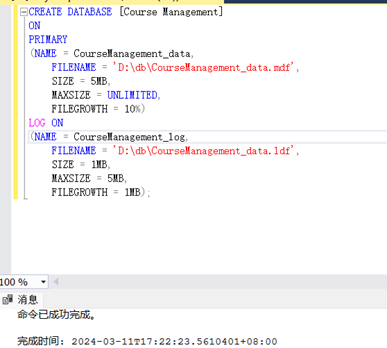 CREATE DATABASE [Course Management]
ON
PRIMARY
(NAME = CourseManagement_data,
FILENAME = 'D:\db\CourseManagement_data.mdf',
SIZE = 5MB,
MAXSIZE = UNLIMITED,
FILEGROWTH = 10%)
LOG ON
(NAME = CourseManagement_log,
FILENAME = 'D:\db\CourseManagement_data.ldf',
SIZE = 1MB,
MAXSIZE = 5MB,
FILEGROWTH = 1MB);
100 %
消息
命令已成功完成。
完成时间: 2024-03-11T17:22:23.5610401+08:00